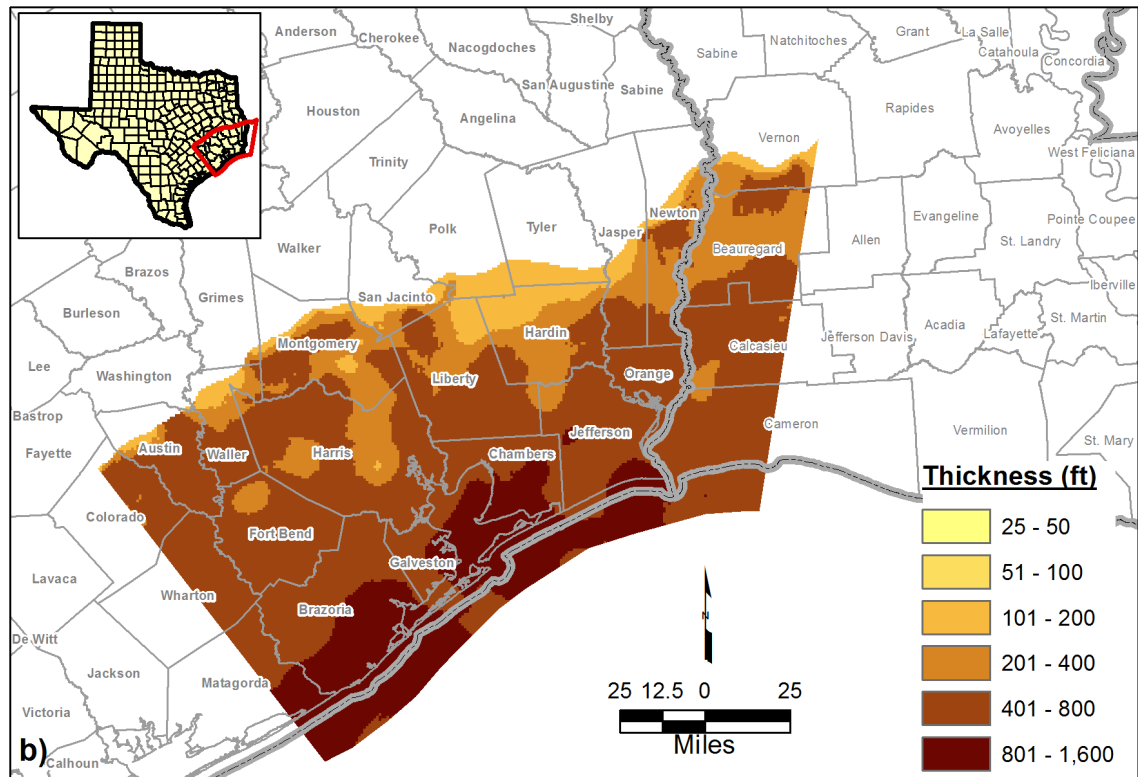 Shelby
Anderson
Cherokee
Nacogdoches
Sabine
Natchitoches
Grant
La Salle
Catahoula
Concordia
San Augustine
Sabine
Houston
Rapides
Angelina
Vernon
Avoyelles
Trinity
West Feliciana
Newton
Evangeline
Pointe Coupee
Polk
Tyler
Jasper
Walker
Beauregard
Allen
St. Landry
Brazos
Grimes
San Jacinto
Iberville
Burleson
Hardin
Acadia
St. Martin
Montgomery
Jefferson Davis
Lafayette
Calcasieu
Lee
Washington
Liberty
Orange
Bastrop
Cameron
Vermilion
St. Mary
Jefferson
Fayette
Austin
Waller
Harris
Chambers
Thickness (ft)
Colorado
25 - 50
Fort Bend
Galveston
51 - 100
Lavaca
Wharton
Brazoria
101 - 200
N
De Witt
201 - 400
Jackson
Matagorda
25 12.5 0 25
401 - 800
Victoria
Miles
b)
Calhoun
801 - 1,600